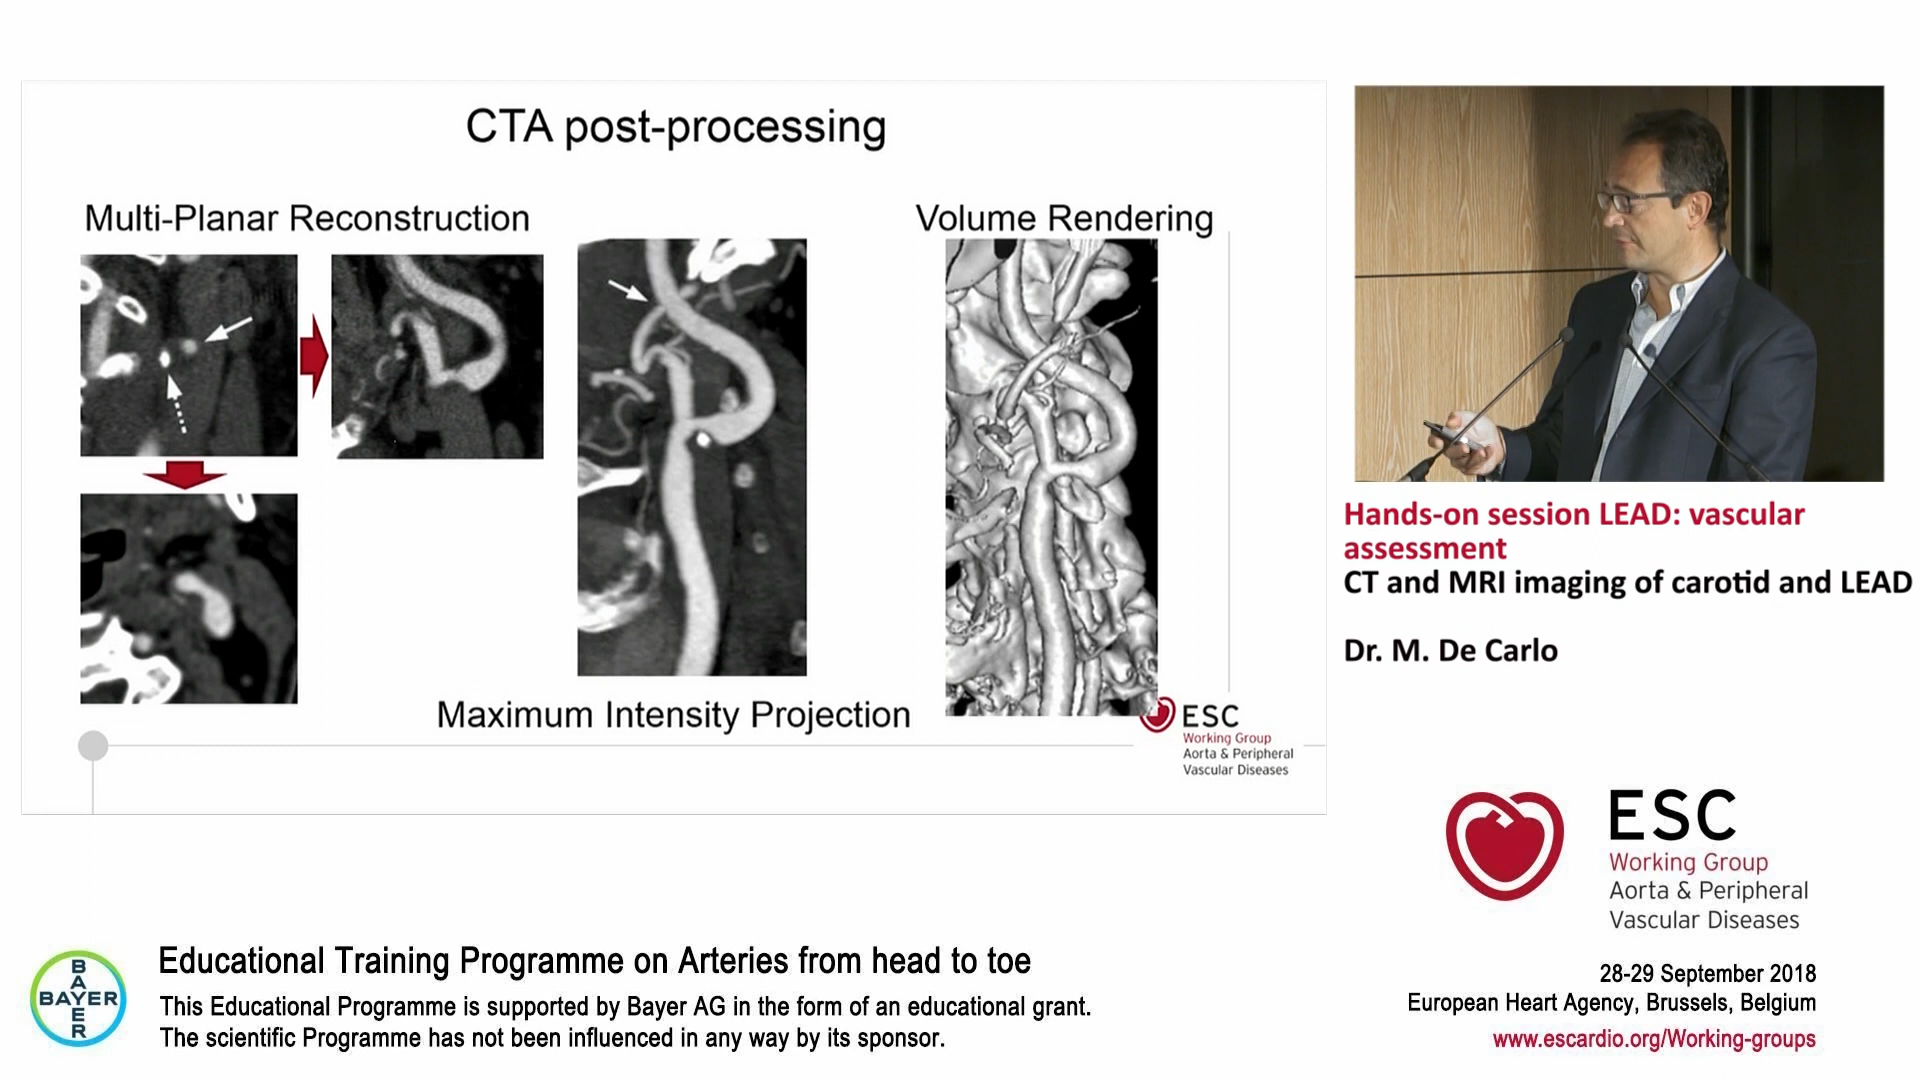 CTA post-processing
Multi-Planar Reconstruction
Volume Rendering
Maximum Intensity Projection
ESC
Working Group
Aorta & Peripheral
Vascular Diseases
Hands-on session LEAD: vascular
assessment
CT and MRI imaging of carotid and LEAD
Dr. M. De Carlo
ESC
Working Group
Aorta & Peripheral
Vascular Diseases
28-29 September 2018
European Heart Agency, Brussels, Belgium
www.escardio.org/Working-groups
BAYER
BAYER
Educational Training Programme on Arteries from head to toe
This Educational Programme is supported by Bayer AG in the form of an educational grant.
The scientific Programme has not been influenced in any way by its sponsor.